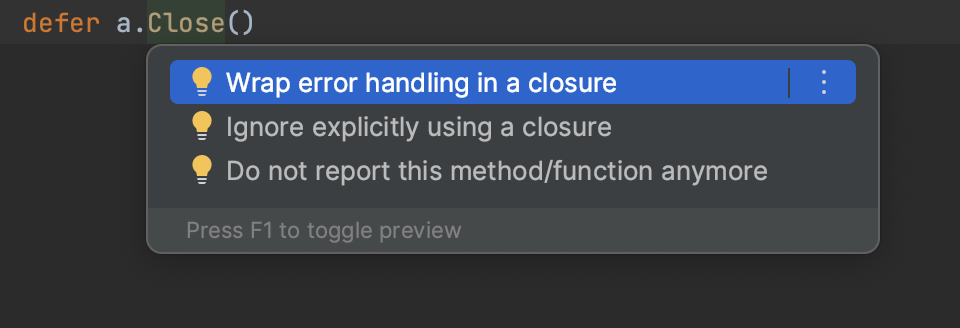 defer a.Close()
Wrap error handling in a closure
Ignore explicitly using a closure
Do not report this method/function anymore
Press F1 to toggle preview